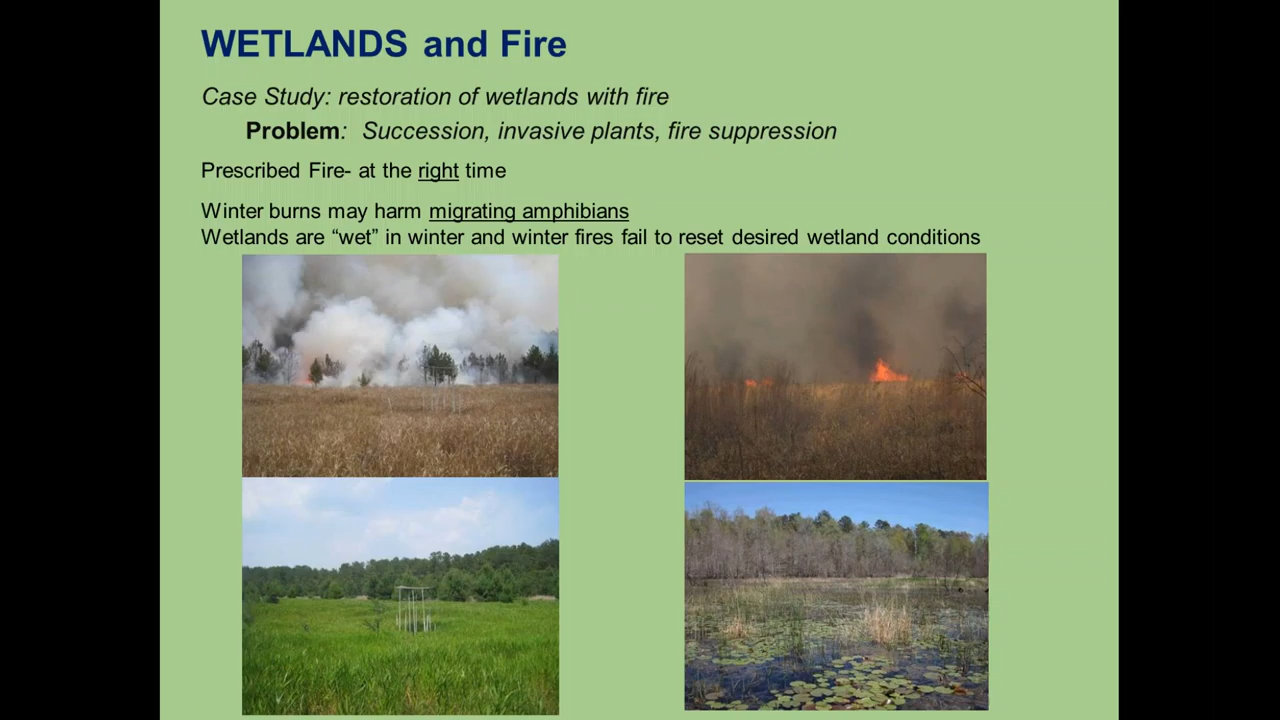 WETLANDS and Fire
Case Study: restoration of wetlands with fire
Problem: Succession, invasive plants, fire suppression
Prescribed Fire- at the right time
Winter burns may harm migrating amphibians
Wetlands are “wet” in winter and winter fires fail to reset desired wetland conditions